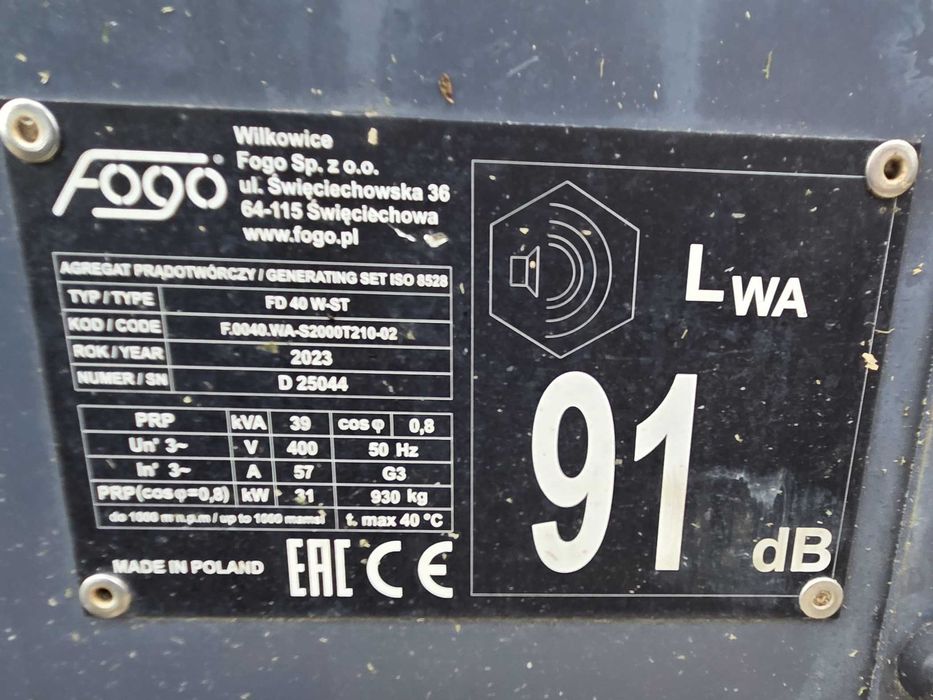 Fogo
Wilkowice
Fogo Sp. z o.o.
ul. Święciechowska 36
64-115 Święciechowa
www.fogo.pl
AGREGAT PRĄDOTWÓRCZY / GENERATING SET ISO 8528
TYP / TYPE FD 40 W-ST
KOD / CODE F.0040.WA-S2000T210-02
ROK / YEAR 2023
NUMER / SN D 25044
PRP kVA 39 cos φ 0,8
Un' 3~ V 400 50 Hz
In' 3~ A 57 G3
PRP(cosφ=0,8) kW 31 930 kg
do 1000 m n.p.m / up to 1000 mamsl t. max 40 °C
MADE IN POLAND EAC CE
LWA
91 dB